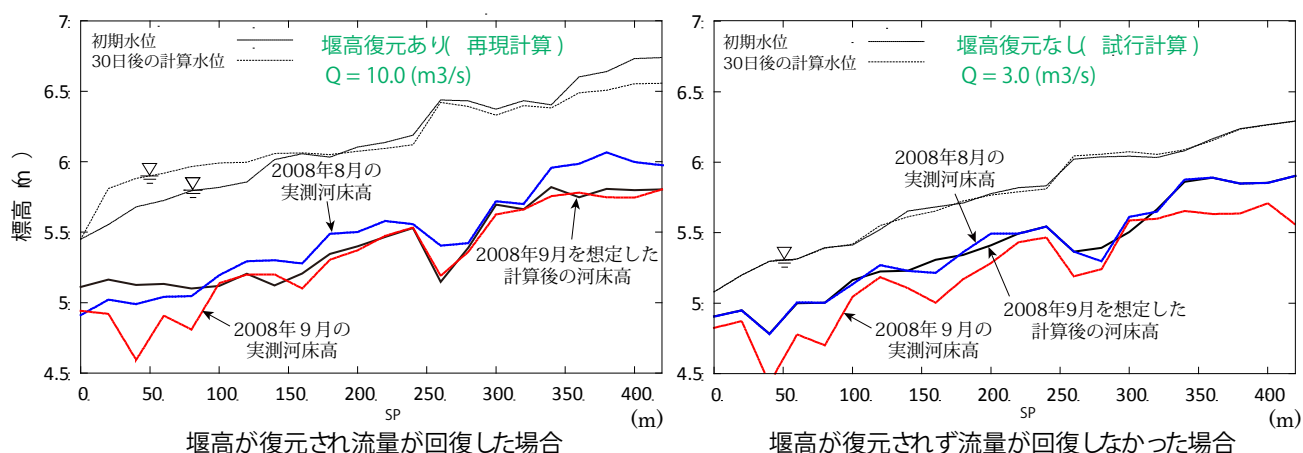 7.
6.5
6.
5.5
5.
4.5
標高 (m)
初期水位
30日後の計算水位
堰高復元あり( 再現計算)
Q = 10.0 (m3/s)
2008年8月の
実測河床高
2008年9月を想定した
計算後の河床高
2008年９月の
実測河床高
0. 50. 100. 150. 200. 250. 300. 350. 400.
SP
(m)
堰高が復元され流量が回復した場合
7.
6.5
6.
5.5
5.
4.5
初期水位
30日後の計算水位
堰高復元なし( 試行計算)
Q = 3.0 (m3/s)
2008年8月の
実測河床高
2008年9月を想定した
計算後の河床高
2008年９月の
実測河床高
0. 50. 100. 150. 200. 250. 300. 350. 400
SP
(m)
堰高が復元されず流量が回復しなかった場合